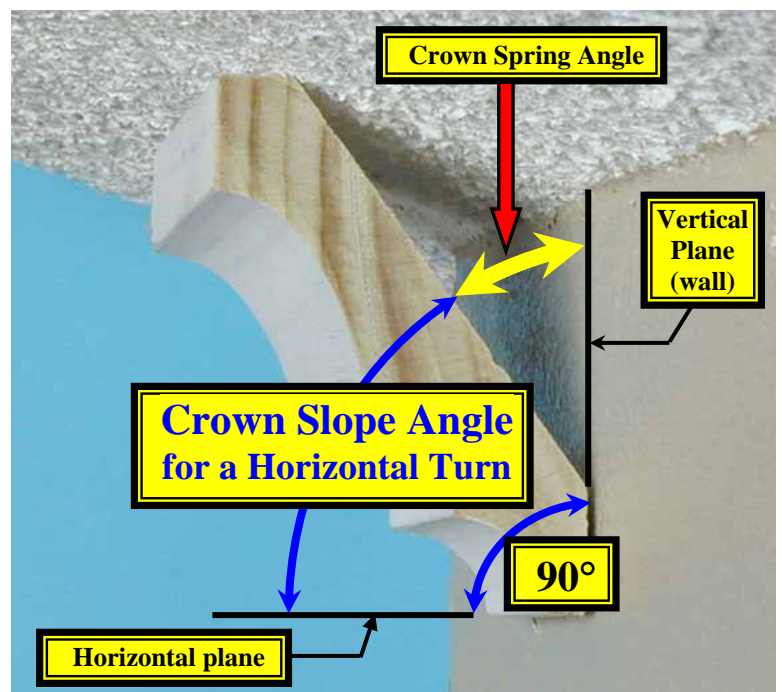 Crown Spring Angle
Vertical
Plane
(wall)
Crown Slope Angle
for a Horizontal Turn
90°
Horizontal plane